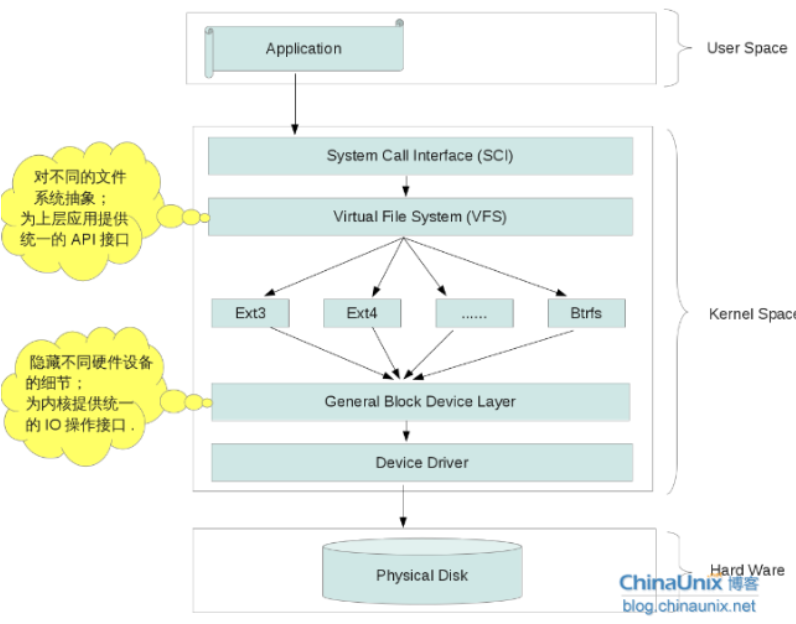 Application
User Space
System Call Interface (SCI)
对不同的文件
系统抽象；
为上层应用提供
统一的 API 接口
Virtual File System (VFS)
Ext3
Ext4
......
Btrfs
Kernel Space
隐藏不同硬件设备
的细节；
为内核提供统一
的 IO 操作接口 .
General Block Device Layer
Device Driver
Physical Disk
Hard Ware
ChinaUnix 博客
blog.chinaunix.net